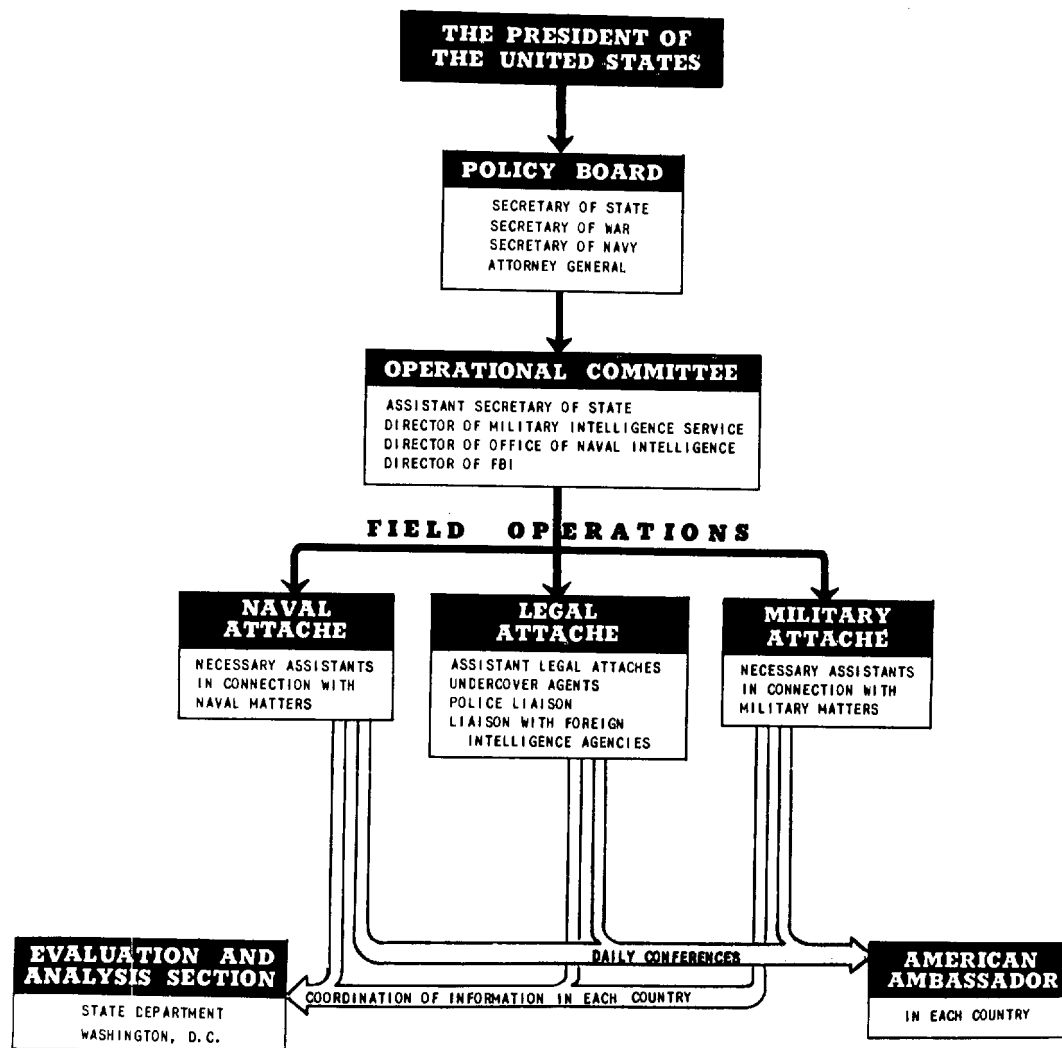 THE PRESIDENT OF
THE UNITED STATES
POLICY BOARD
SECRETARY OF STATE
SECRETARY OF WAR
SECRETARY OF NAVY
ATTORNEY GENERAL
OPERATIONAL COMMITTEE
ASSISTANT SECRETARY OF STATE
DIRECTOR OF MILITARY INTELLIGENCE SERVICE
DIRECTOR OF OFFICE OF NAVAL INTELLIGENCE
DIRECTOR OF FBI
FIELD OPERATIONS
NAVAL
ATTACHE
NECESSARY ASSISTANTS
IN CONNECTION WITH
NAVAL MATTERS
LEGAL
ATTACHE
ASSISTANT LEGAL ATTACHES
UNDERCOVER AGENTS
POLICE LIAISON
LIAISON WITH FOREIGN
INTELLIGENCE AGENCIES
MILITARY
ATTACHÉ
NECESSARY ASSISTANTS
IN CONNECTION WITH
MILITARY MATTERS
DAILY CONFERENCES
COORDINATION OF INFORMATION IN EACH COUNTRY
EVALUATION AND
ANALYSIS SECTION
STATE DEPARTMENT
WASHINGTON, D.C.
AMERICAN
AMBASSADOR
IN EACH COUNTRY